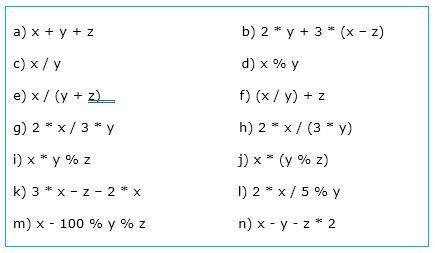 a) x + y + z b) 2 * y + 3 * (x – z)
c) x / y d) x % y
e) x / (y + z) f) (x / y) + z
g) 2 * x / 3 * y h) 2 * x / (3 * y)
i) x * y % z j) x * (y % z)
k) 3 * x – z – 2 * x l) 2 * x / 5 % y
m) x - 100 % y % z n) x - y - z * 2